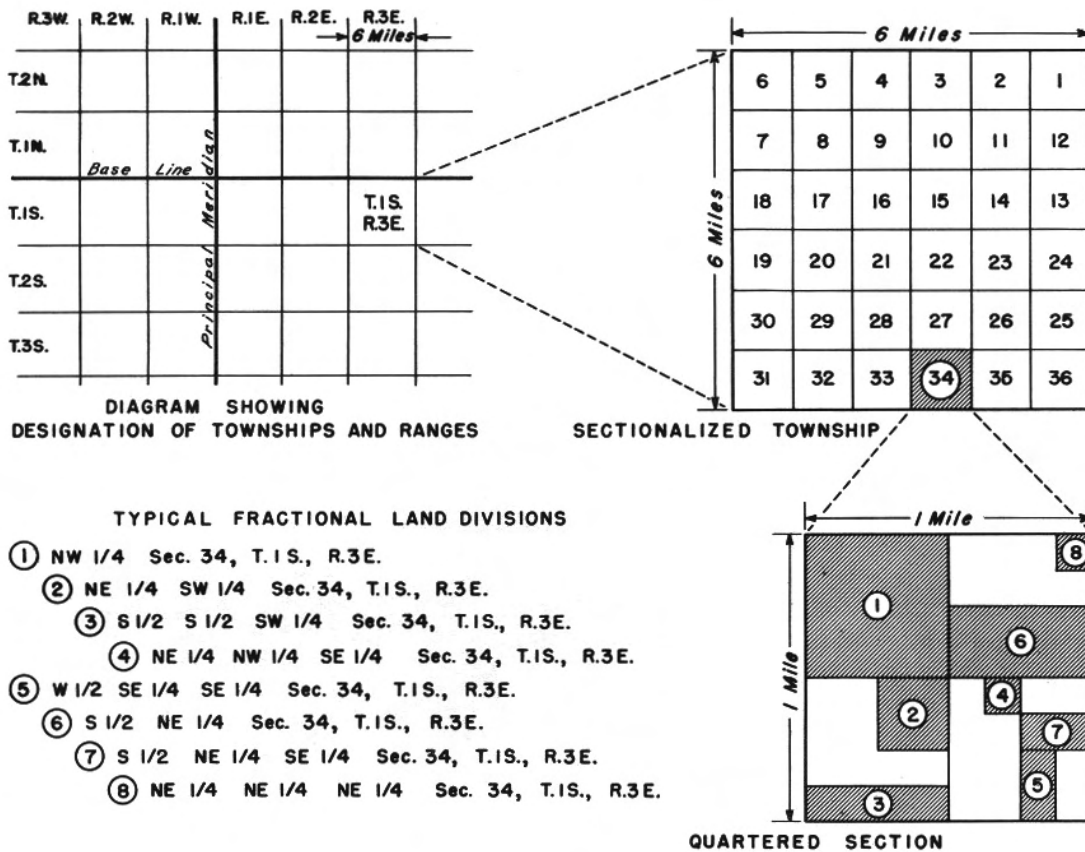 R.3W. R.2W. R.1W. R.1E. R.2E. R.3E.
6 Miles
T.2N.
T.1N.
Base Line
Principal Meridian
T.1S.
T.1S.
R.3E.
T.2S.
T.3S.
DIAGRAM SHOWING
DESIGNATION OF TOWNSHIPS AND RANGES
6 Miles
6 Miles
6 5 4 3 2 1
7 8 9 10 11 12
18 17 16 15 14 13
19 20 21 22 23 24
30 29 28 27 26 25
31 32 33 34 35 36
SECTIONALIZED TOWNSHIP
TYPICAL FRACTIONAL LAND DIVISIONS
1 NW 1/4 Sec. 34, T.1S., R.3E.
2 NE 1/4 SW 1/4 Sec. 34, T.1S., R.3E.
3 S 1/2 S 1/2 SW 1/4 Sec. 34, T.1S., R.3E.
4 NE 1/4 NW 1/4 SE 1/4 Sec. 34, T.1S., R.3E.
5 W 1/2 SE 1/4 SE 1/4 Sec. 34, T.1S., R.3E.
6 S 1/2 NE 1/4 Sec. 34, T.1S., R.3E.
7 S 1/2 NE 1/4 SE 1/4 Sec. 34, T.1S., R.3E.
8 NE 1/4 NE 1/4 NE 1/4 Sec. 34, T.1S., R.3E.
1 Mile
1 Mile
8
1
6
4
2
7
5
3
QUARTERED SECTION